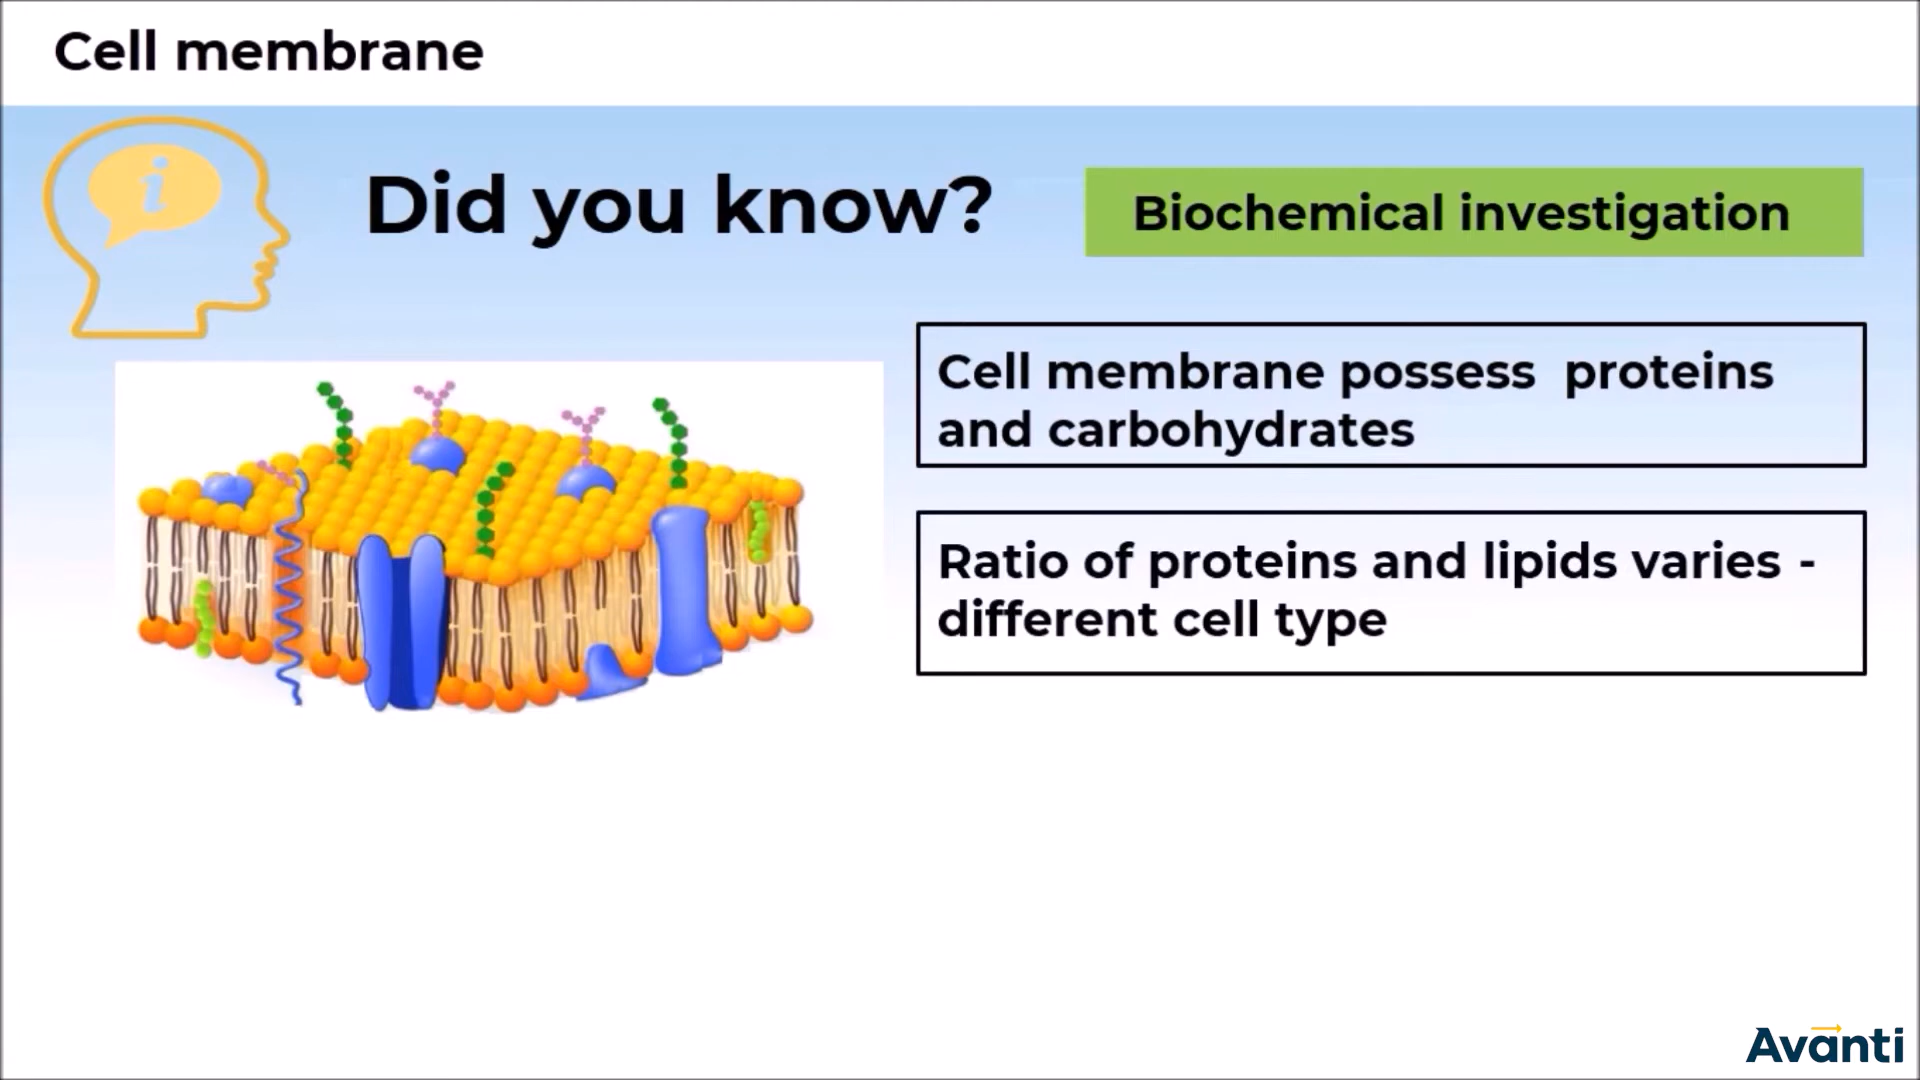 Cell membrane
i
Did you know?
Biochemical investigation
Cell membrane possess  proteins
and carbohydrates
Ratio of proteins and lipids varies -
different cell type
Avanti